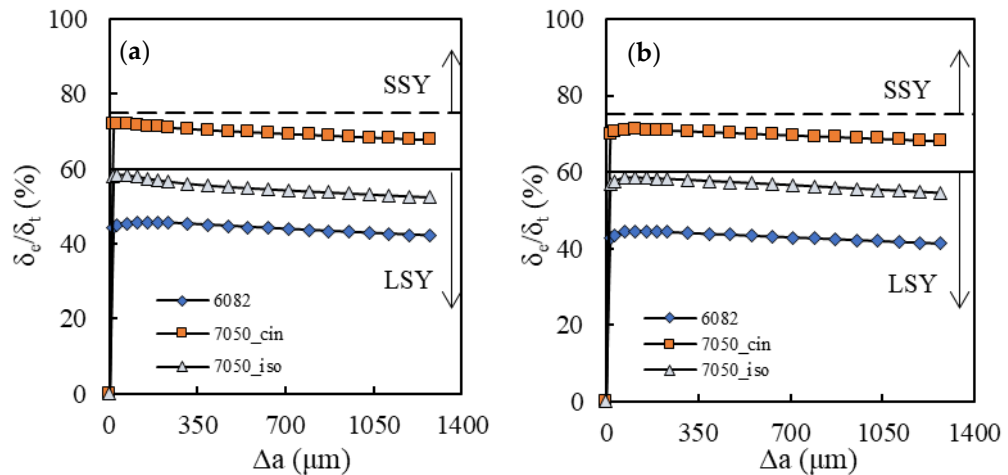 (a)
100
80
60
40
20
0
δe/δt (%)
SSY
LSY
6082
7050_cin
7050_iso
0 350 700 1050 1400
Δa (μm)
(b)
100
80
60
40
20
0
δe/δt (%)
SSY
LSY
6082
7050_cin
7050_iso
0 350 700 1050 1400
Δa (μm)